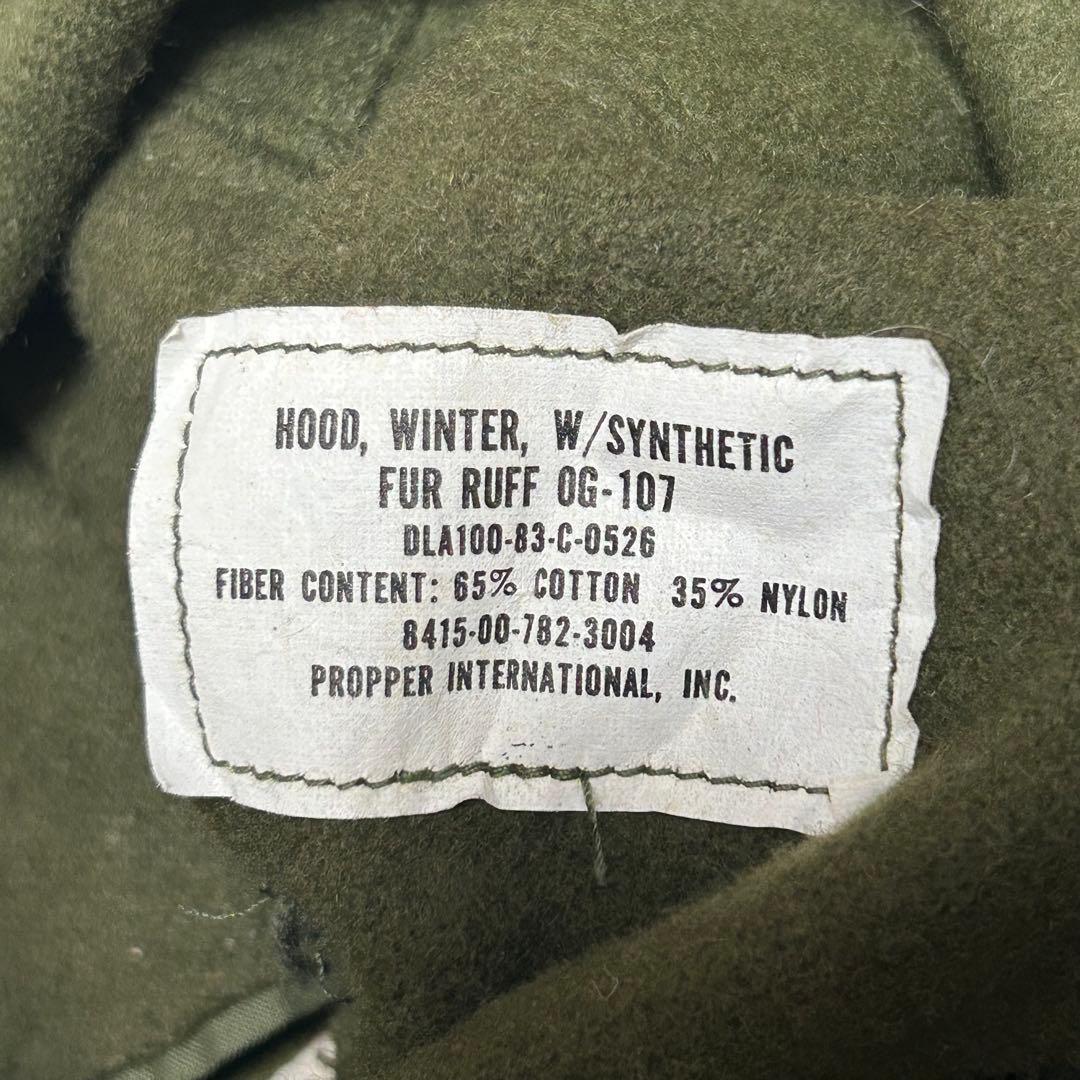 HOOD, WINTER, W/SYNTHETIC
FUR RUFF OG-107
DLA100-83-C-0526
FIBER CONTENT: 65% COTTON 35% NYLON
8415-00-782-3004
PROPPER INTERNATIONAL, INC.